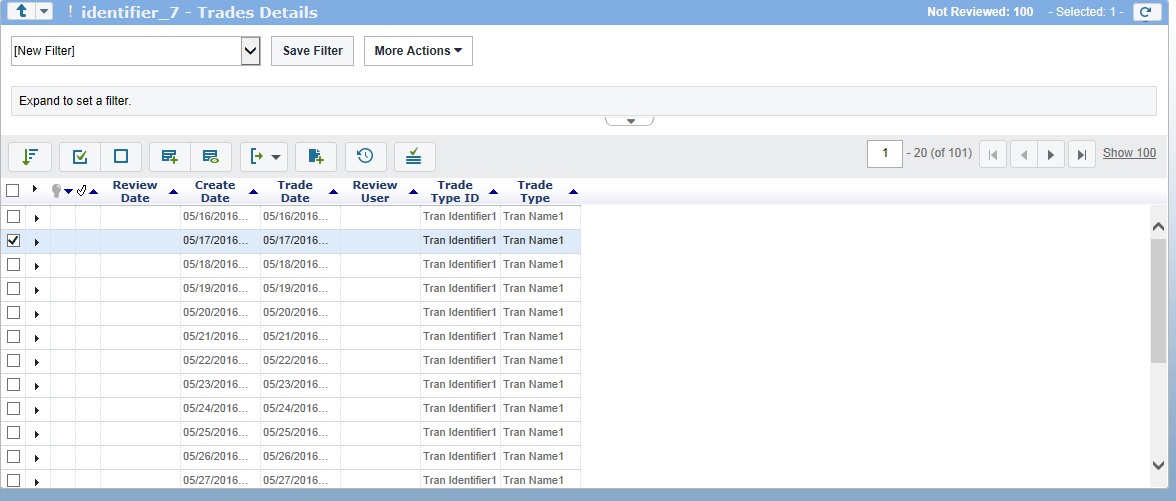 ! identifier_7 - Trades Details Not Reviewed: 100 - Selected: 1 -
[New Filter] Save Filter More Actions
Expand to set a filter.
1 - 20 (of 101) Show 100
Review Date Create Date Trade Date Review User Trade Type ID Trade Type
05/16/2016... 05/16/2016... Tran Identifier1 Tran Name1
05/17/2016... 05/17/2016... Tran Identifier1 Tran Name1
05/18/2016... 05/18/2016... Tran Identifier1 Tran Name1
05/19/2016... 05/19/2016... Tran Identifier1 Tran Name1
05/20/2016... 05/20/2016... Tran Identifier1 Tran Name1
05/21/2016... 05/21/2016... Tran Identifier1 Tran Name1
05/22/2016... 05/22/2016... Tran Identifier1 Tran Name1
05/23/2016... 05/23/2016... Tran Identifier1 Tran Name1
05/24/2016... 05/24/2016... Tran Identifier1 Tran Name1
05/25/2016... 05/25/2016... Tran Identifier1 Tran Name1
05/26/2016... 05/26/2016... Tran Identifier1 Tran Name1
05/27/2016... 05/27/2016... Tran Identifier1 Tran Name1